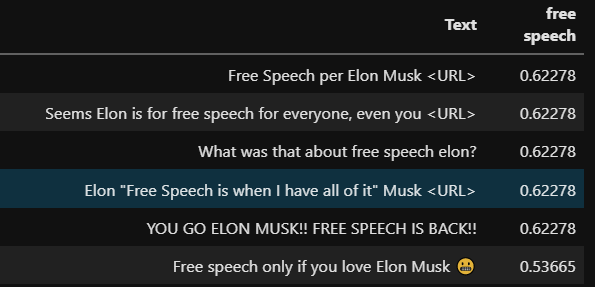 Text free speech
Free Speech per Elon Musk <URL> 0.62278
Seems Elon is for free speech for everyone, even you <URL> 0.62278
What was that about free speech elon? 0.62278
Elon "Free Speech is when I have all of it" Musk <URL> 0.62278
YOU GO ELON MUSK!! FREE SPEECH IS BACK!! 0.62278
Free speech only if you love Elon Musk 😬 0.53665